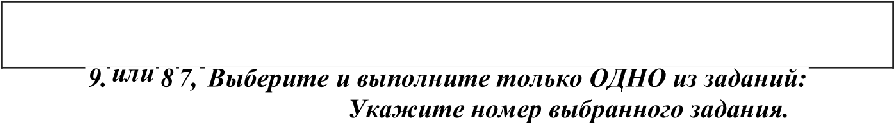 9. или 8 7, Выберите и выполните только ОДНО из заданий:
Укажите номер выбранного задания.